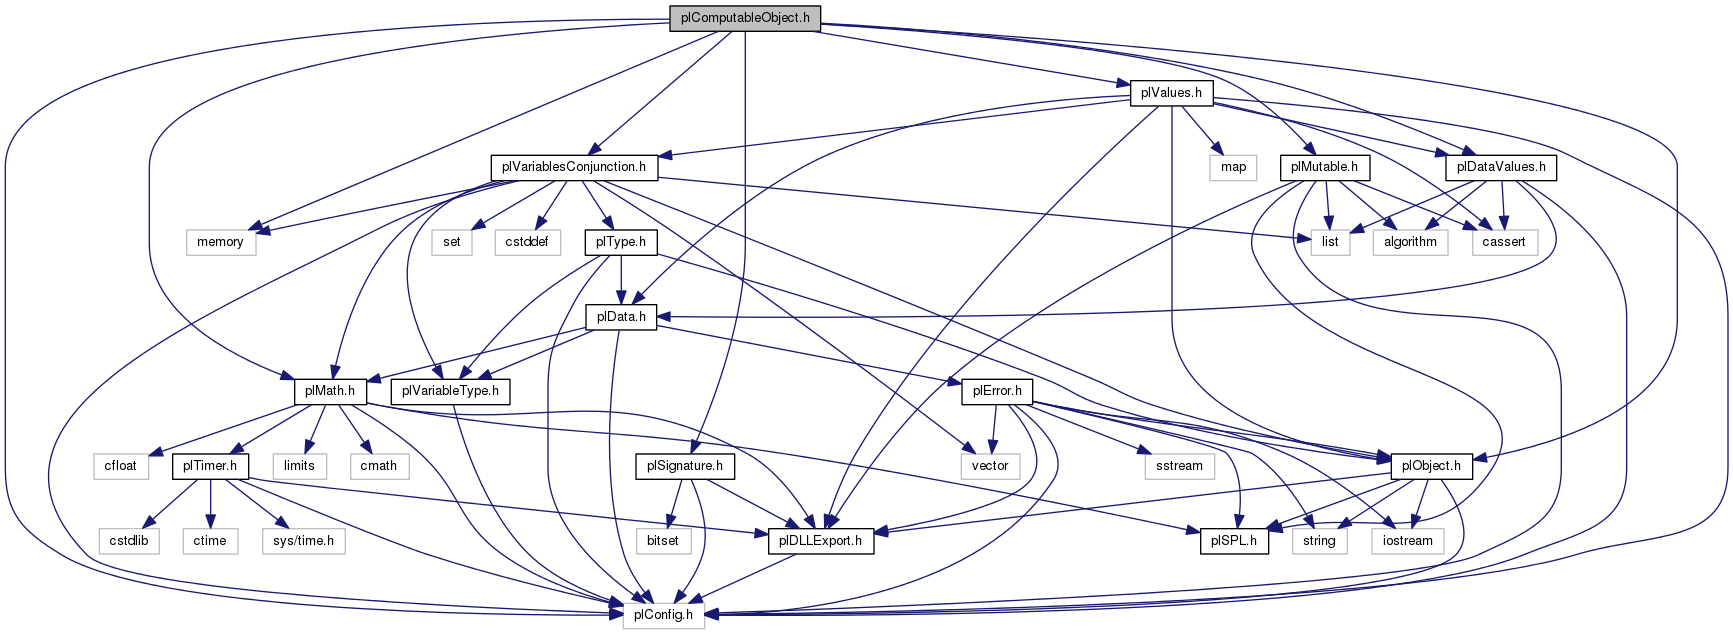 plComputableObject.h
plValues.h
plVariablesConjunction.h
map
plMutable.h
plDataValues.h
memory
set
cstddef
plType.h
list
algorithm
cassert
plData.h
plMath.h
plVariableType.h
plError.h
cfloat
plTimer.h
limits
cmath
plSignature.h
vector
sstream
plObject.h
cstdlib
ctime
sys/time.h
bitset
plDLLExport.h
plSPL.h
string
iostream
plConfig.h